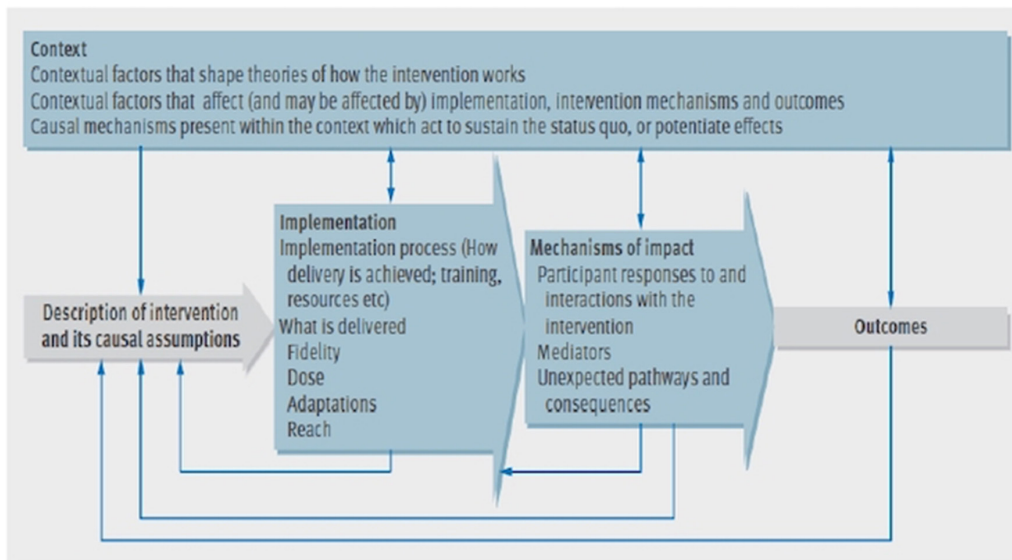 Context
Contextual factors that shape theories of how the intervention works
Contextual factors that affect (and may be affected by) implementation, intervention mechanisms and outcomes
Causal mechanisms present within the context which act to sustain the status quo, or potentiate effects
Description of intervention
and its causal assumptions
Implementation
Implementation process (How
delivery is achieved; training,
resources etc)
What is delivered
Fidelity
Dose
Adaptations
Reach
Mechanisms of impact
Participant responses to and
interactions with the
intervention
Mediators
Unexpected pathways and
consequences
Outcomes